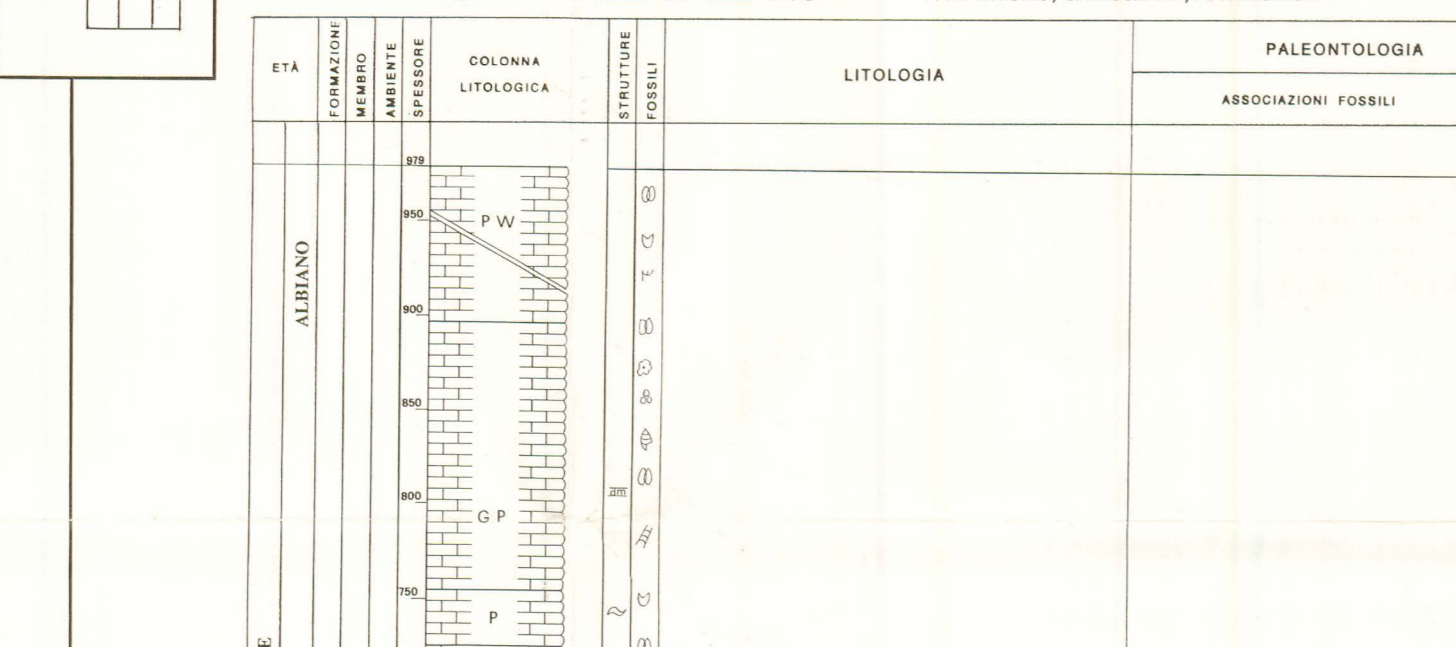 ETÀ
FORMAZIONE
MEMBRO
AMBIENTE
SPESSORE
COLONNA
LITOLOGICA
STRUTTURE
FOSSILI
LITOLOGIA
PALEONTOLOGIA
ASSOCIAZIONI FOSSILI
979
950
PW
ALBIANO
900
850
dm
800
GP
750
P
E